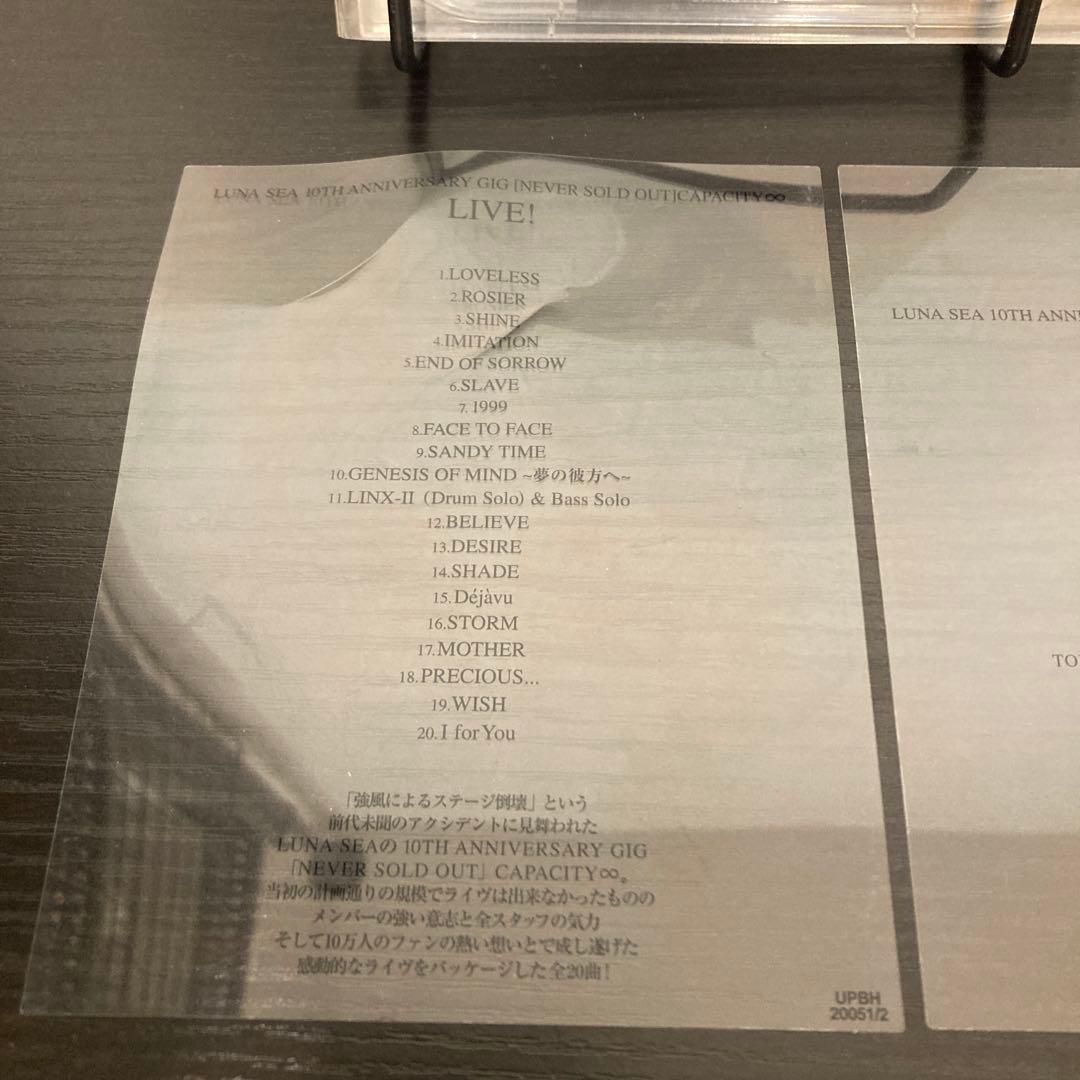 LUNA SEA 10TH ANNIVERSARY GIG [NEVER SOLD OUT]CAPACITY∞
LIVE!
1.LOVELESS
2.ROSIER
3.SHINE
4.IMITATION
5.END OF SORROW
6.SLAVE
7. 1999
8.FACE TO FACE
9.SANDY TIME
10.GENESIS OF MIND ~夢の彼方へ~
11.LINX-II (Drum Solo) & Bass Solo
12.BELIEVE
13.DESIRE
14.SHADE
15.Déjàvu
16.STORM
17.MOTHER
18.PRECIOUS...
19.WISH
20.I for You
「強風によるステージ倒壊」という
前代未聞のアクシデントに見舞われた
LUNA SEAの 10TH ANNIVERSARY GIG
「NEVER SOLD OUT」CAPACITY∞。
当初の計画通りの規模でライヴは出来なかったものの
メンバーの強い意志と全スタッフの気力
そして10万人のファンの熱い想いとで成し遂げた
感動的なライヴをパッケージした全20曲!
UPBH
20051/2
LUNA SEA 10TH